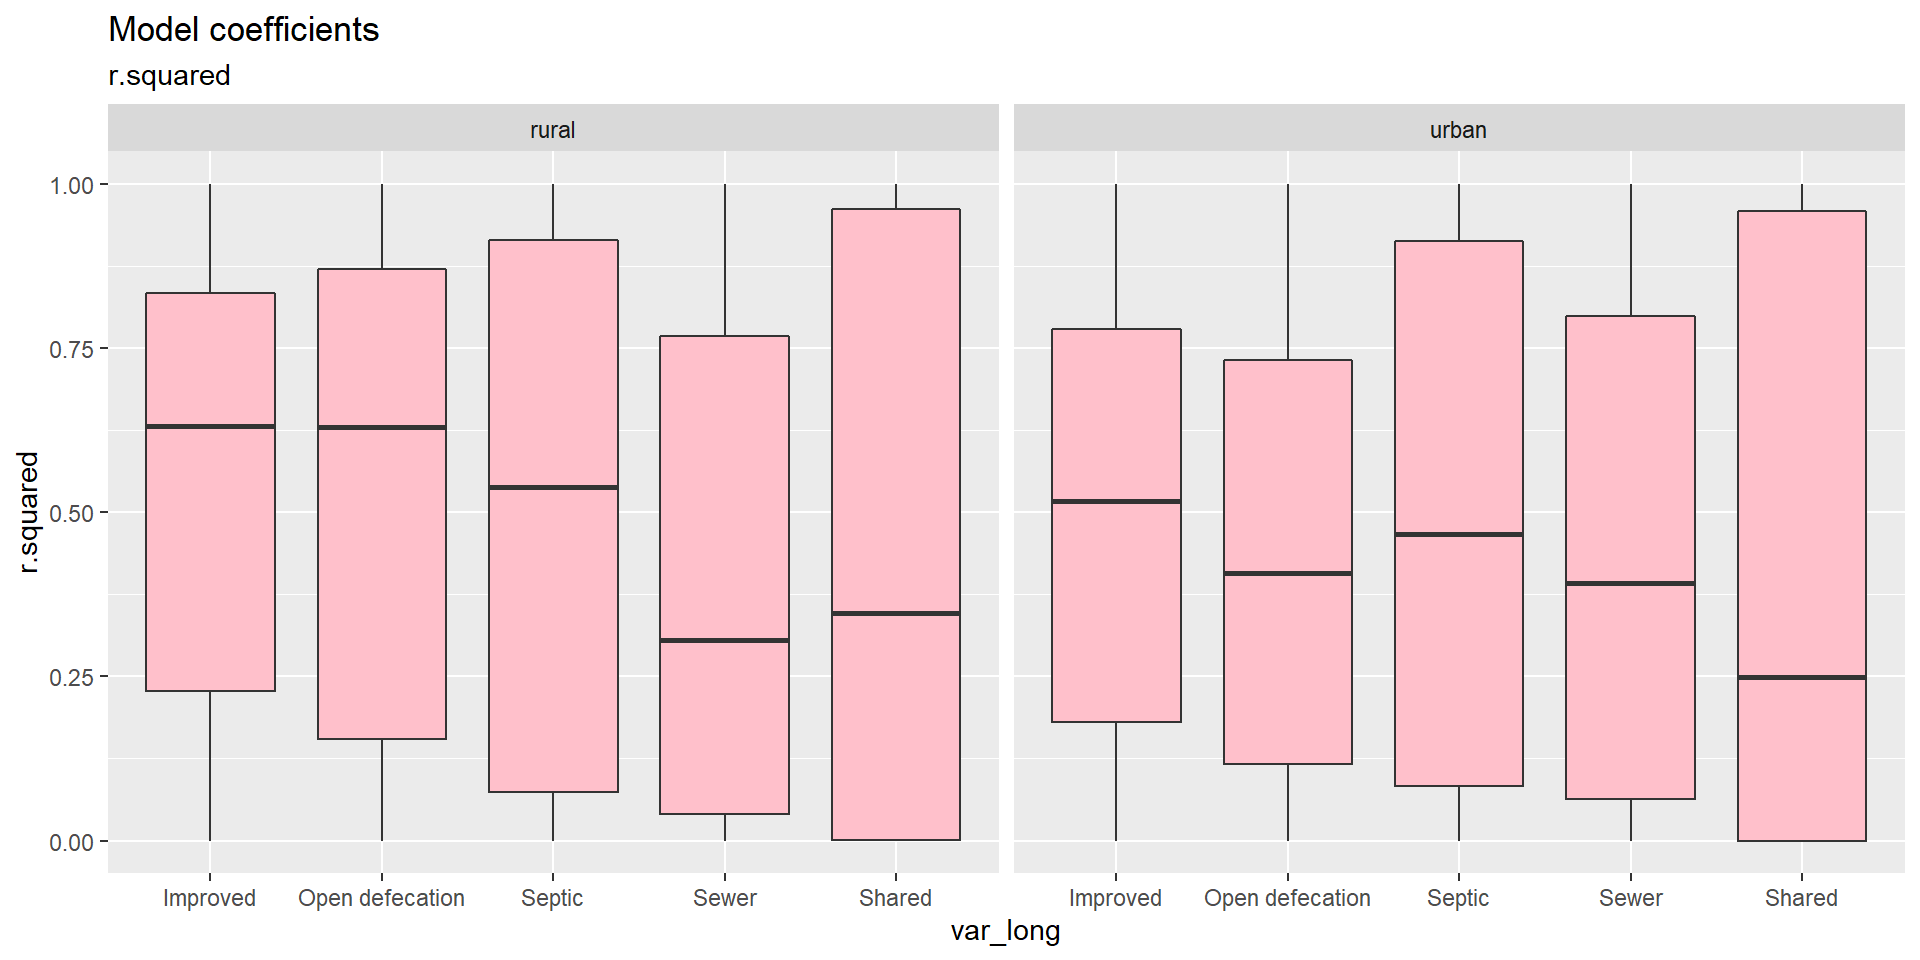 Model coefficients
r.squared
rural
urban
r.squared
1.00
0.75
0.50
0.25
0.00
Improved Open defecation Septic Sewer Shared
Improved Open defecation Septic Sewer Shared
var_long